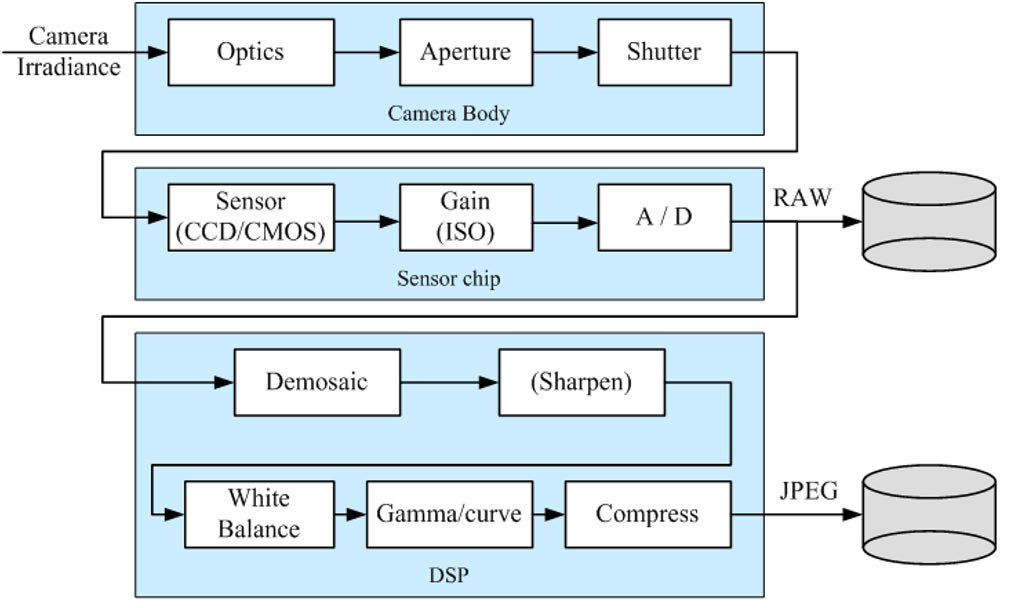 Camera
Irradiance
Optics
Aperture
Shutter
Camera Body
Sensor
(CCD/CMOS)
Gain
(ISO)
A / D
RAW
Sensor chip
Demosaic
(Sharpen)
White
Balance
Gamma/curve
Compress
JPEG
DSP